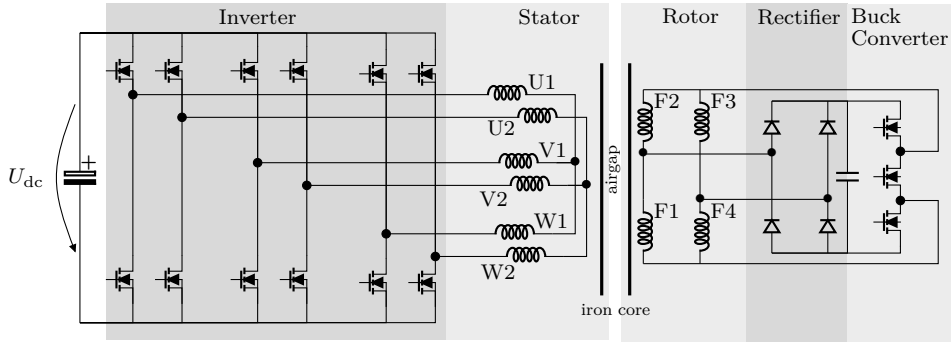 Inverter
Stator
Rotor
Rectifier
Buck
Converter
U1
F2
F3
U2
V1
+
Udc
airgap
V2
W1
F1
F4
W2
iron core